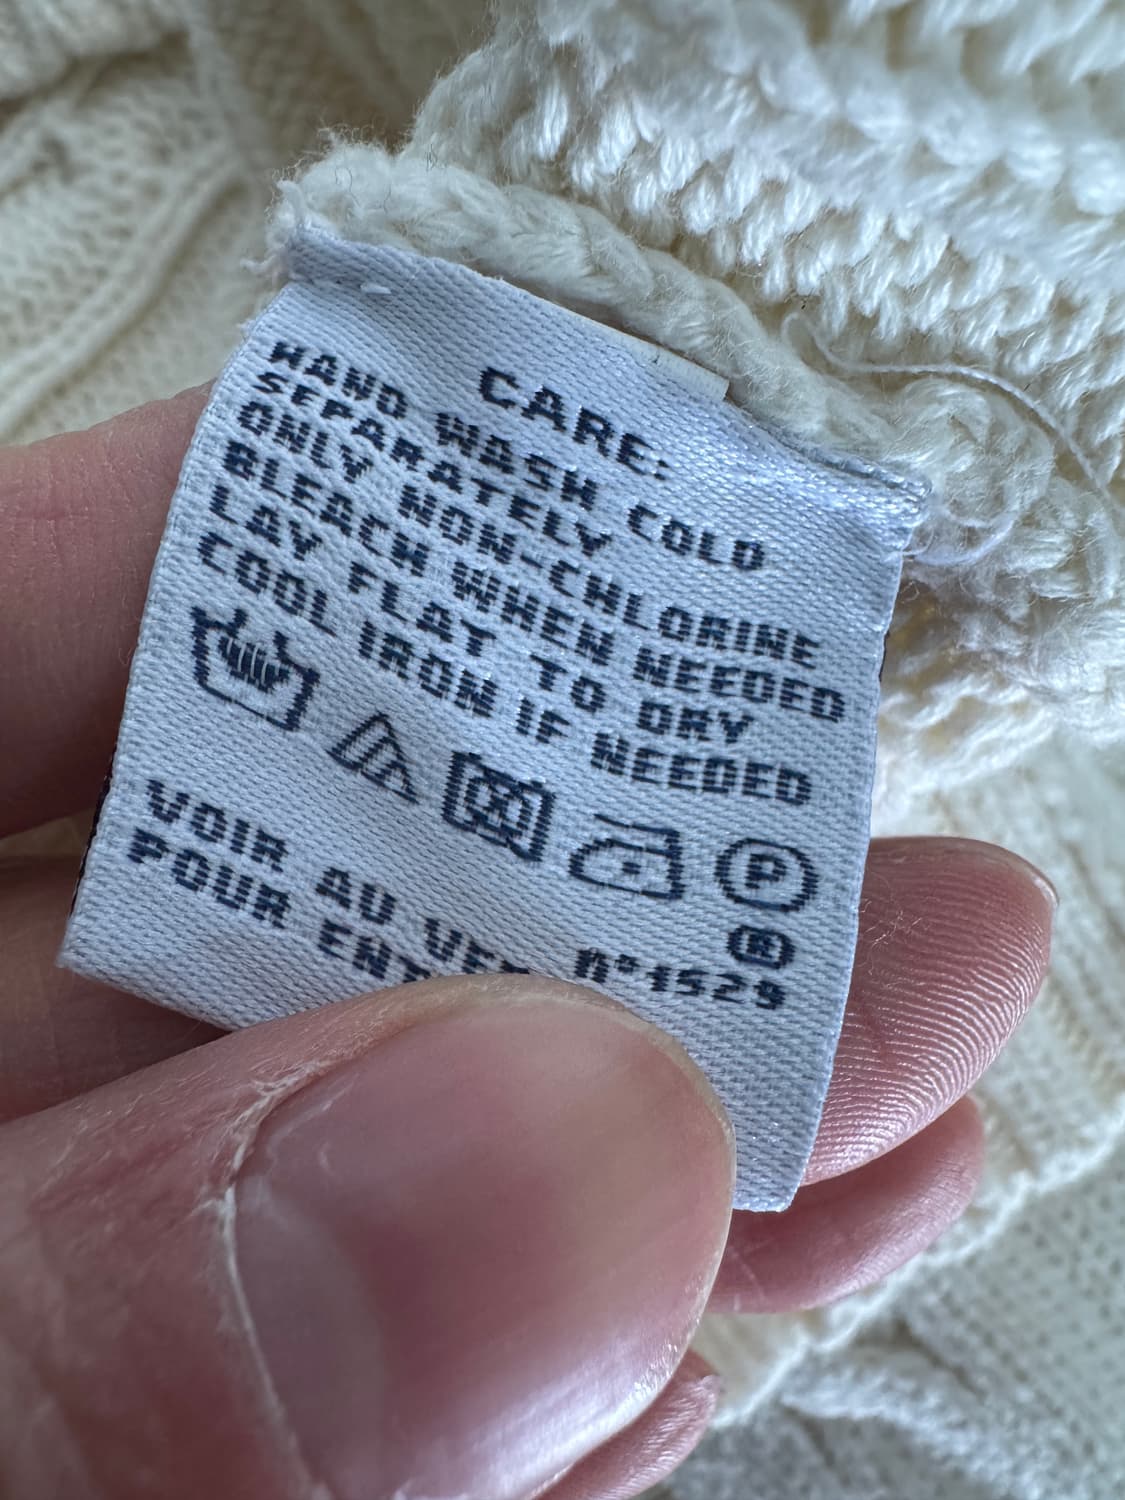 CARE:
HAND WASH COLD
SEPARATELY
ONLY NON-CHLORINE
BLEACH WHEN NEEDED
LAY FLAT TO DRY
COOL IRON IF NEEDED
P
®
VOIR AU
POUR